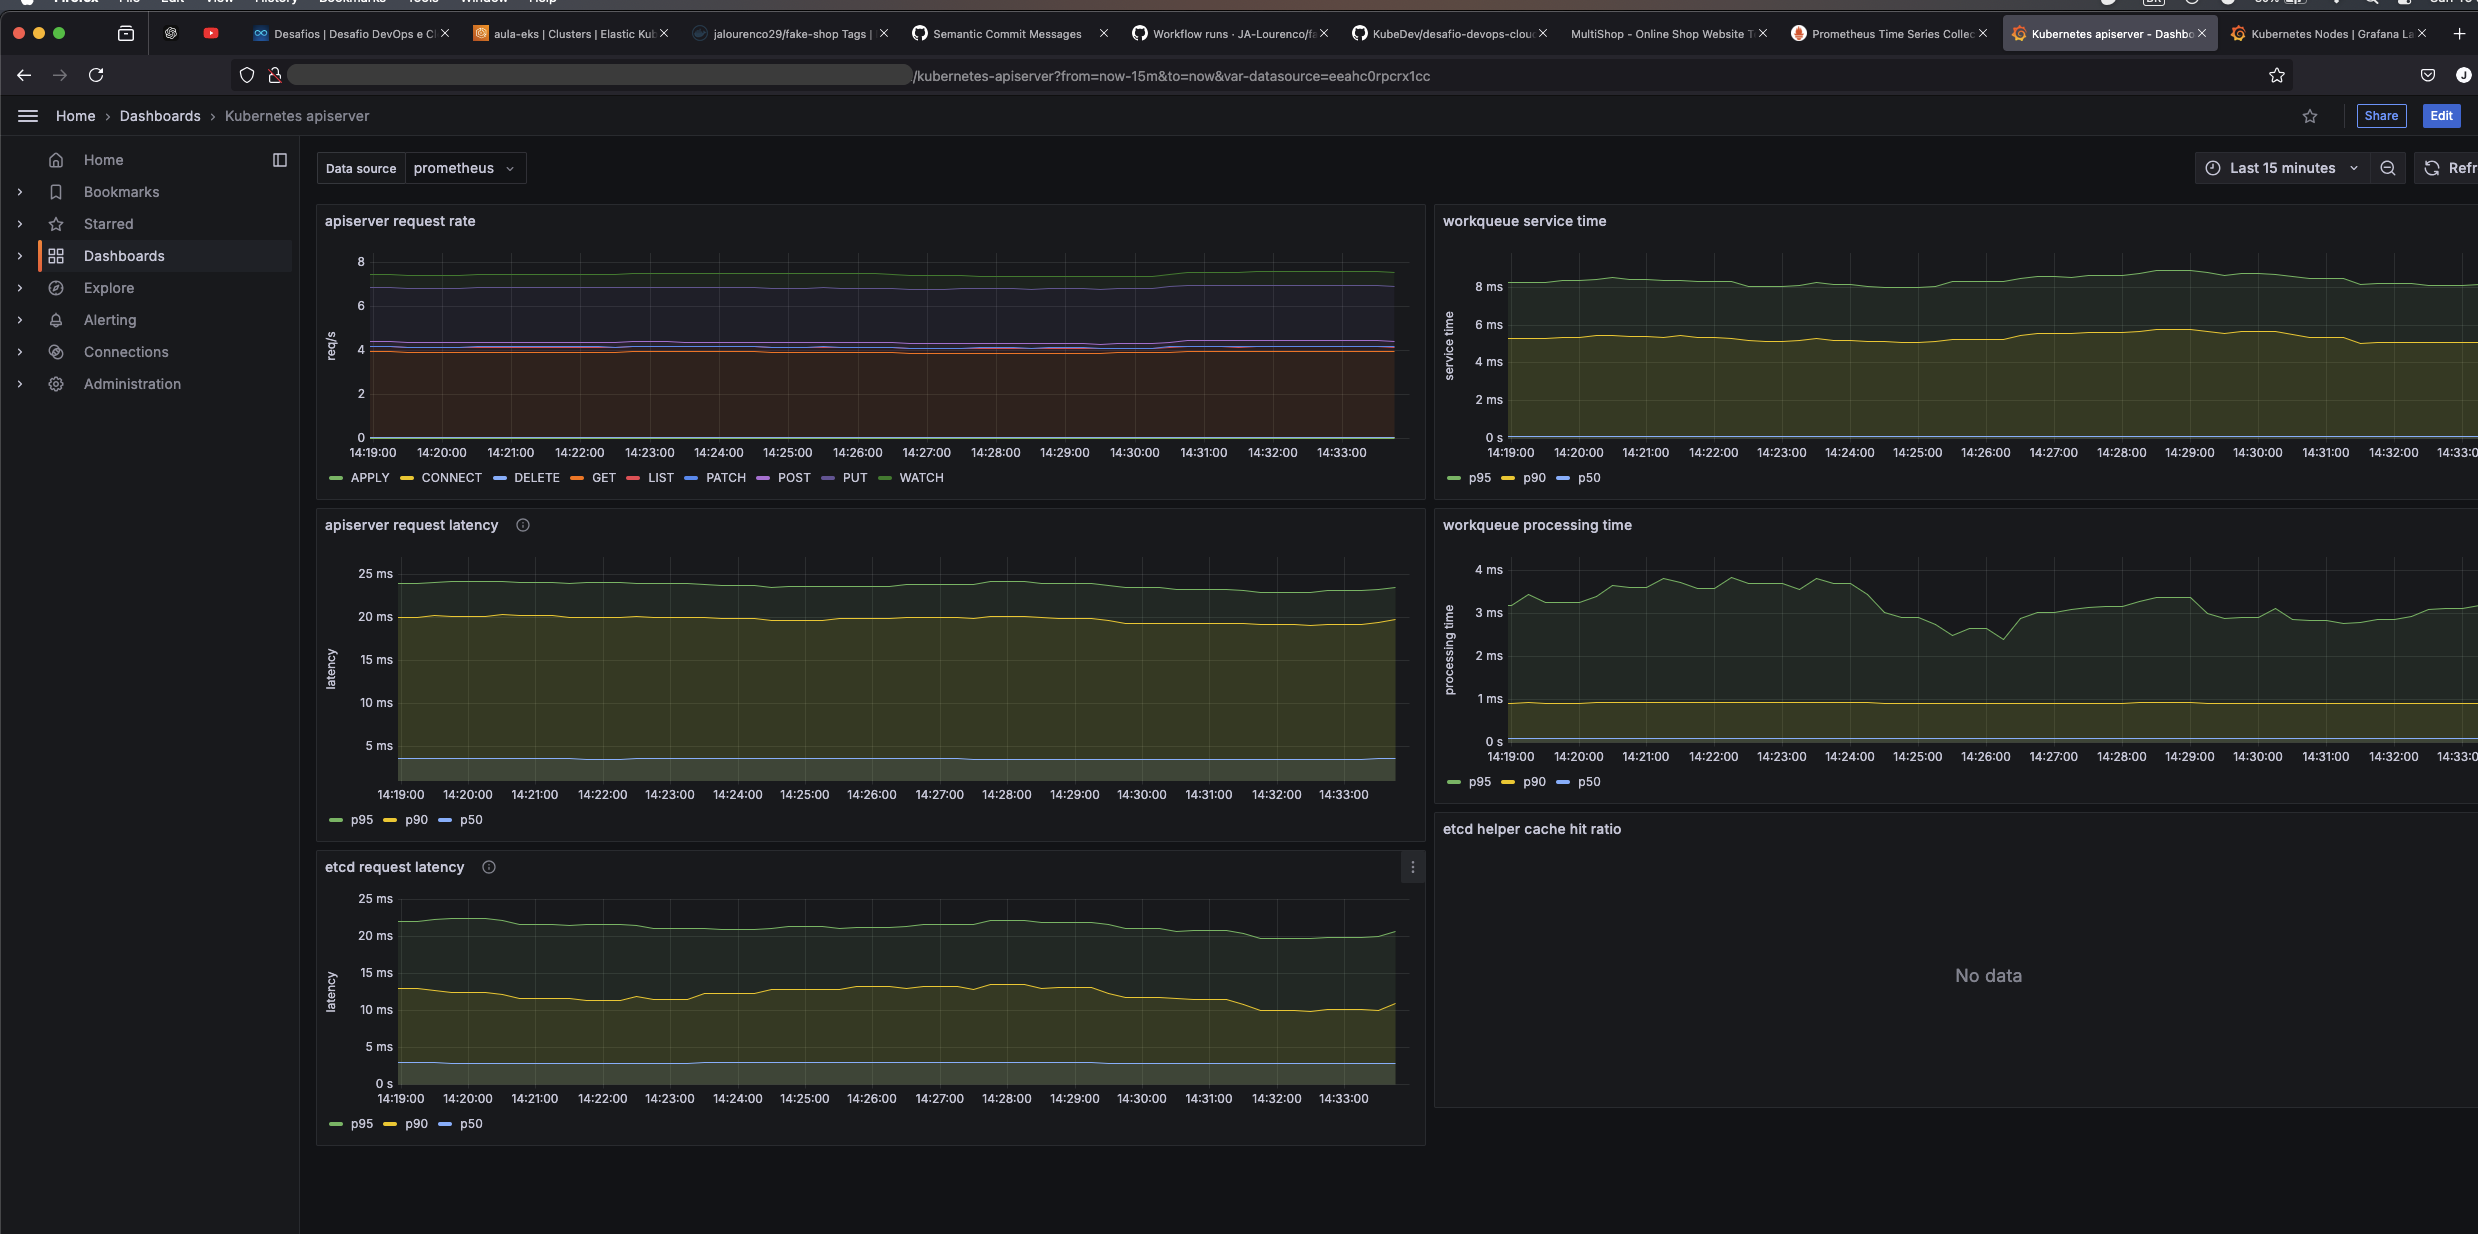 Firefox File Edit View History Bookmarks Tools Window Help
Desafios | Desafio DevOps e Cl
aula-eks | Clusters | Elastic Kub
jalourenco29/fake-shop Tags |
Semantic Commit Messages
Workflow runs · JA-Lourenco/fa
KubeDev/desafio-devops-clou
MultiShop - Online Shop Website T
Prometheus Time Series Collec
Kubernetes apiserver - Dashbo
Kubernetes Nodes | Grafana La
/kubernetes-apiserver?from=now-15m&to=now&var-datasource=eeahc0rpcrx1cc
J
Home › Dashboards › Kubernetes apiserver
Share
Edit
Home
Bookmarks
Starred
Dashboards
Explore
Alerting
Connections
Administration
Data source prometheus
Last 15 minutes
Refr
apiserver request rate
req/s
8
6
4
2
0
14:19:00 14:20:00 14:21:00 14:22:00 14:23:00 14:24:00 14:25:00 14:26:00 14:27:00 14:28:00 14:29:00 14:30:00 14:31:00 14:32:00 14:33:00
APPLY CONNECT DELETE GET LIST PATCH POST PUT WATCH
workqueue service time
service time
8 ms
6 ms
4 ms
2 ms
0 s
14:19:00 14:20:00 14:21:00 14:22:00 14:23:00 14:24:00 14:25:00 14:26:00 14:27:00 14:28:00 14:29:00 14:30:00 14:31:00 14:32:00 14:33:0
p95 p90 p50
apiserver request latency
latency
25 ms
20 ms
15 ms
10 ms
5 ms
14:19:00 14:20:00 14:21:00 14:22:00 14:23:00 14:24:00 14:25:00 14:26:00 14:27:00 14:28:00 14:29:00 14:30:00 14:31:00 14:32:00 14:33:00
p95 p90 p50
workqueue processing time
processing time
4 ms
3 ms
2 ms
1 ms
0 s
14:19:00 14:20:00 14:21:00 14:22:00 14:23:00 14:24:00 14:25:00 14:26:00 14:27:00 14:28:00 14:29:00 14:30:00 14:31:00 14:32:00 14:33:0
p95 p90 p50
etcd request latency
latency
25 ms
20 ms
15 ms
10 ms
5 ms
0 s
14:19:00 14:20:00 14:21:00 14:22:00 14:23:00 14:24:00 14:25:00 14:26:00 14:27:00 14:28:00 14:29:00 14:30:00 14:31:00 14:32:00 14:33:00
p95 p90 p50
etcd helper cache hit ratio
No data